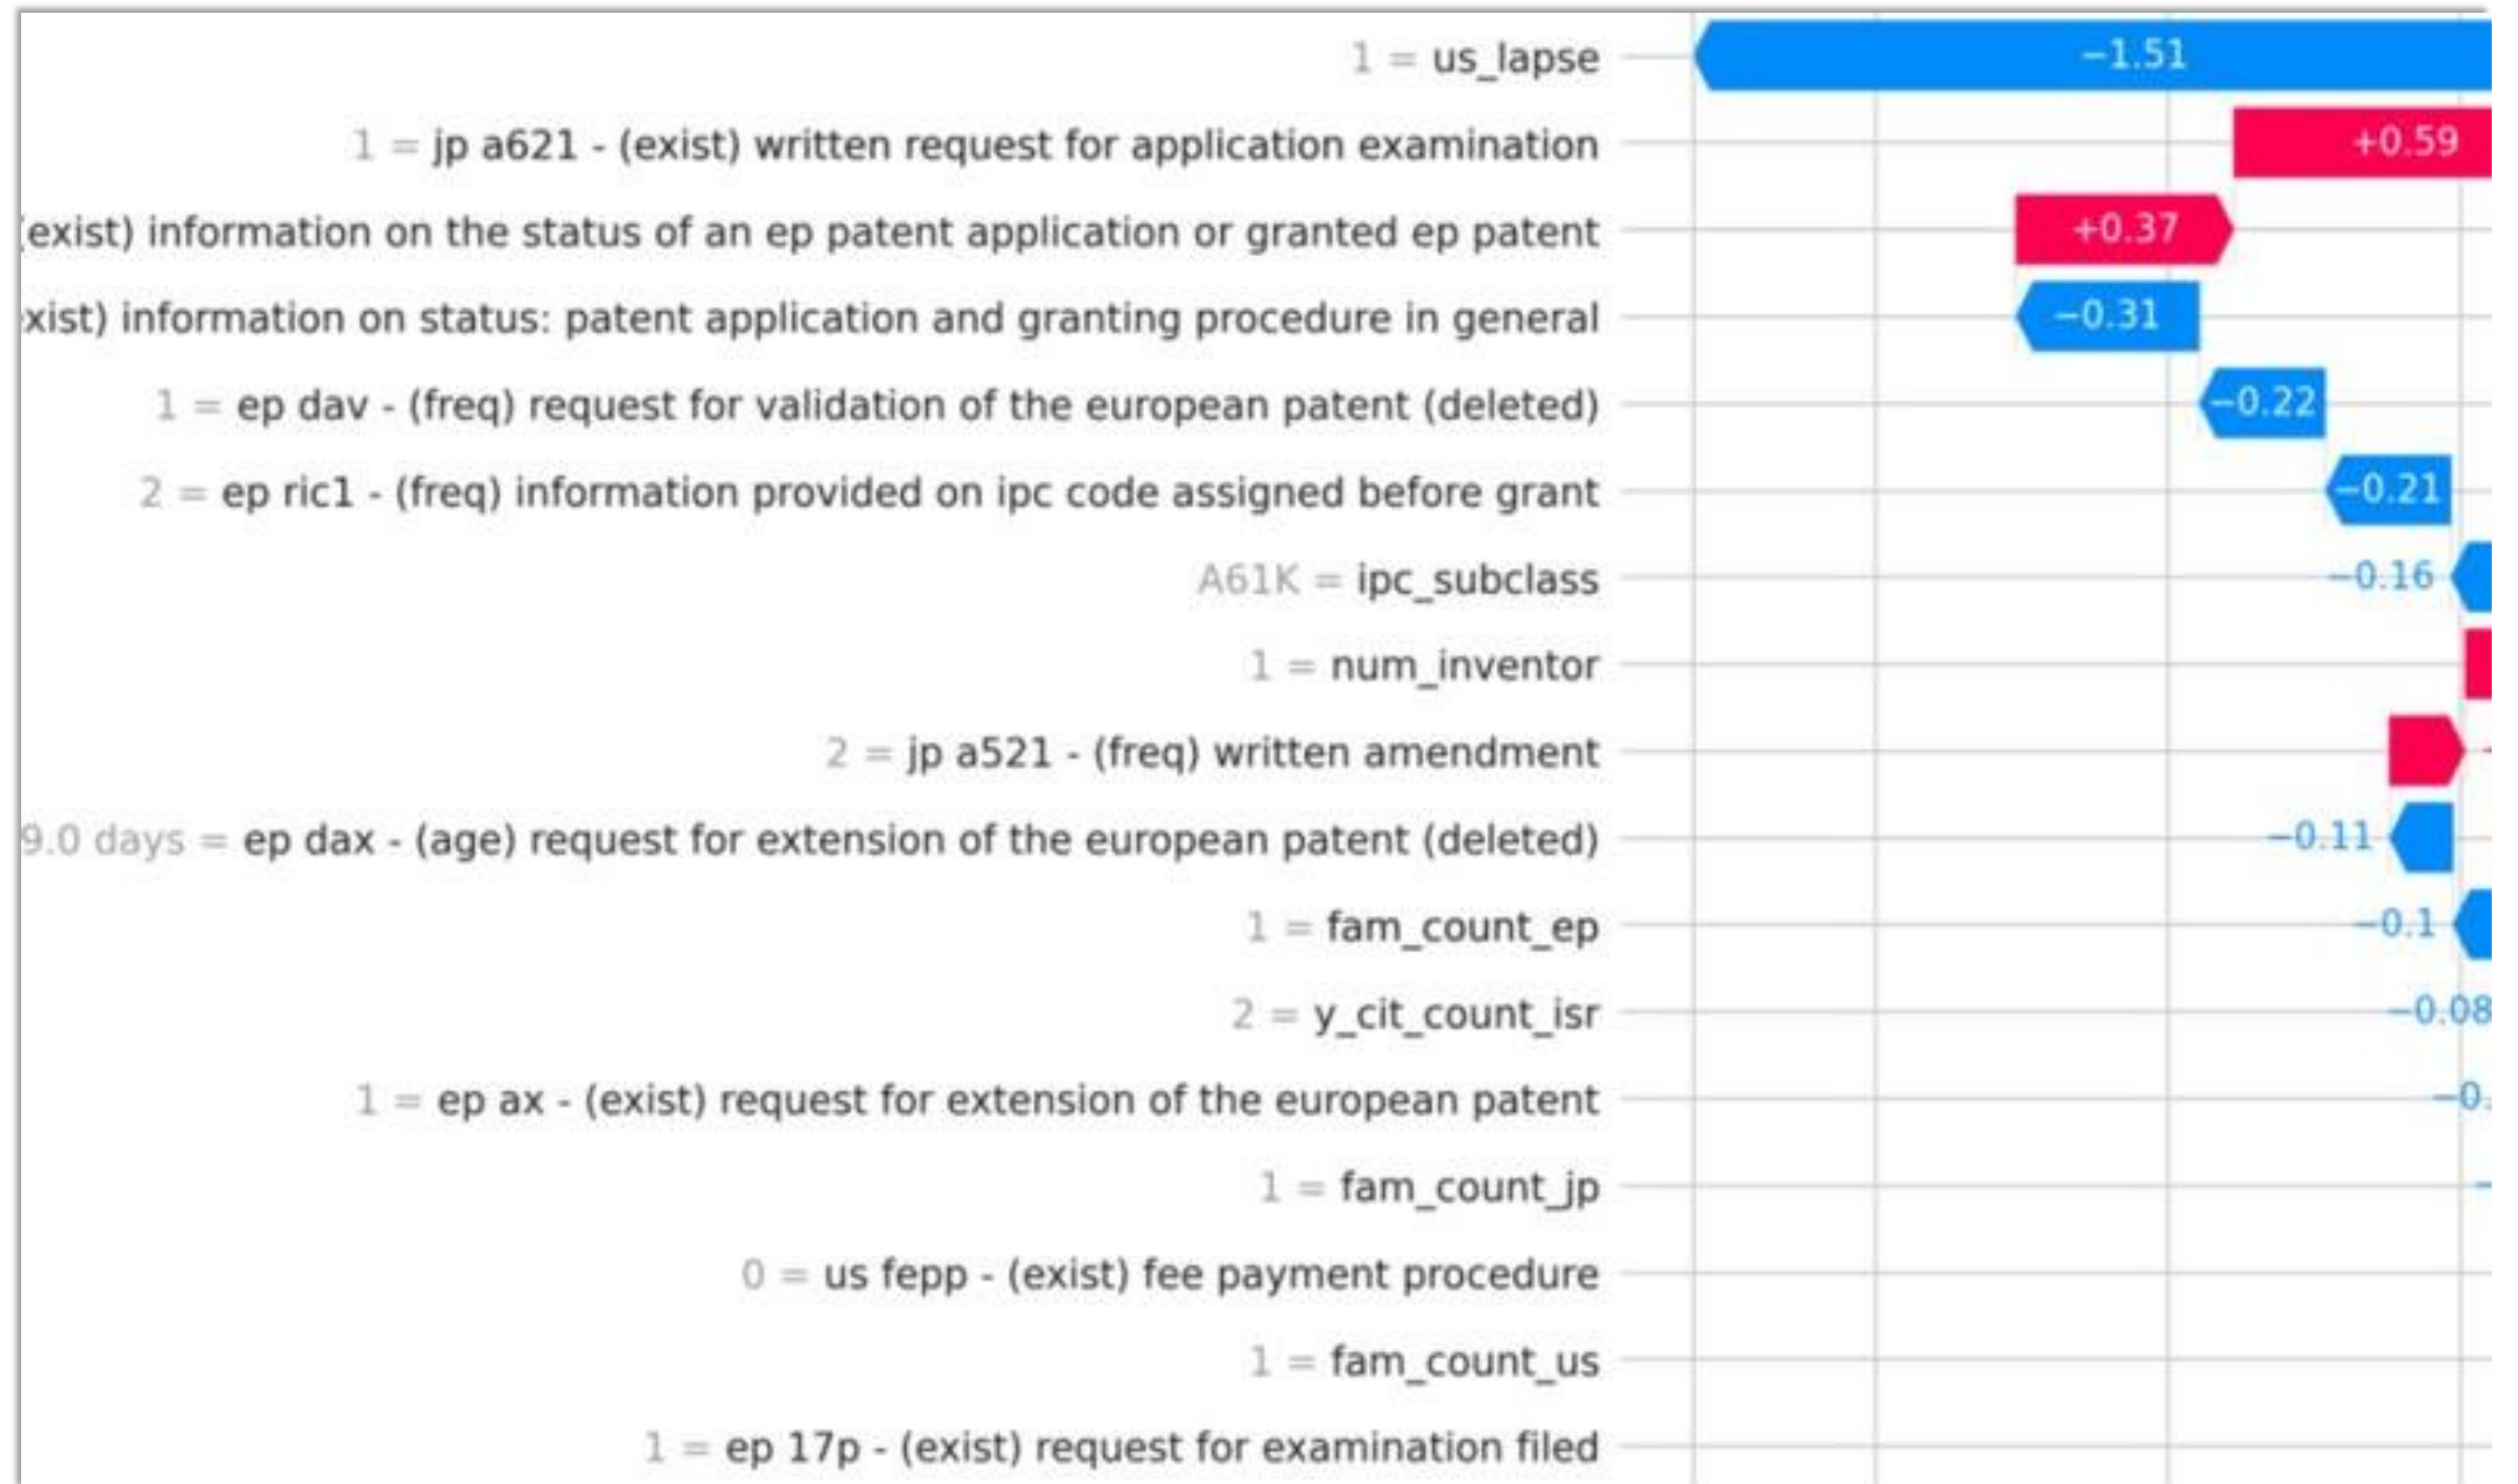 1 = us_lapse −1.51
1 = jp a621 - (exist) written request for application examination +0.59
(exist) information on the status of an ep patent application or granted ep patent +0.37
xist) information on status: patent application and granting procedure in general −0.31
1 = ep dav - (freq) request for validation of the european patent (deleted) −0.22
2 = ep ric1 - (freq) information provided on ipc code assigned before grant −0.21
A61K = ipc_subclass −0.16
1 = num_inventor
2 = jp a521 - (freq) written amendment
9.0 days = ep dax - (age) request for extension of the european patent (deleted) −0.11
1 = fam_count_ep −0.1
2 = y_cit_count_isr −0.08
1 = ep ax - (exist) request for extension of the european patent −0.
1 = fam_count_jp
0 = us fepp - (exist) fee payment procedure
1 = fam_count_us
1 = ep 17p - (exist) request for examination filed